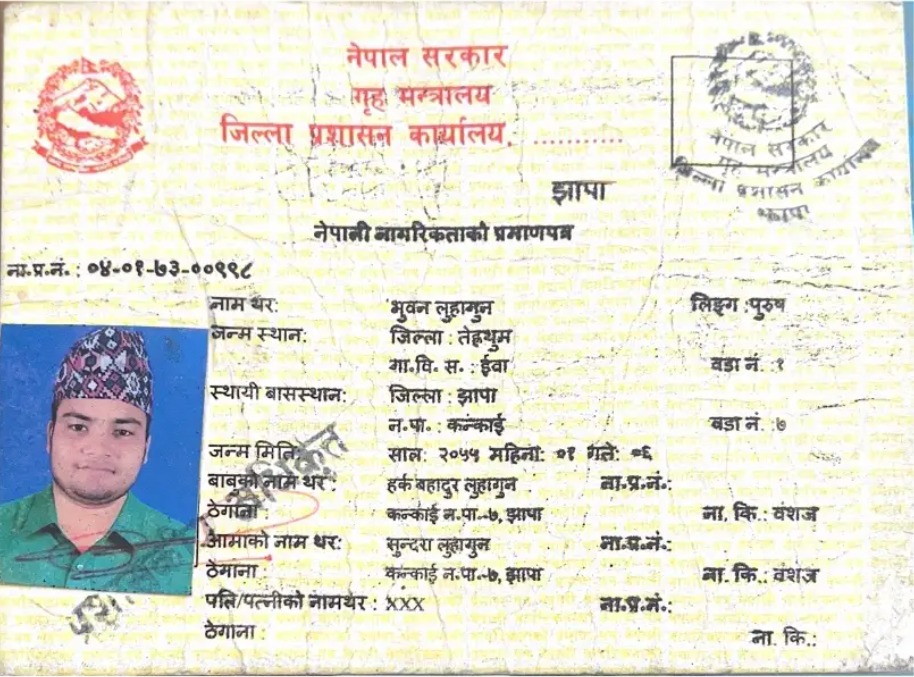 नेपाल सरकार
गृह मन्त्रालय
जिल्ला प्रशासन कार्यालय, ............
झापा
नेपाल सरकार
गृह मन्त्रालय
जिल्ला प्रशासन कार्यालय
झापा
नेपाली नागरिकताको प्रमाणपत्र
ना.प्र.नं. : ०४-०१-७३-००९९८
नाम थर: भुवन लुहागुन लिङ्ग :पुरुष
जन्म स्थान: जिल्ला : तेह्रथुम
गा.वि. स. : ईवा वडा नं. :१
स्थायी बासस्थान: जिल्ला : झापा
न.पा. : कन्काई वडा नं. :७
जन्म मिति: साल: २०५५ महिना: ०१ गते: ०६
बाबुको नाम थर : हर्क बहादुर लुहागुन ना.प्र.नं.:
ठेगाना : कन्काई न.पा.-७, झापा ना. कि.: वंशज
आमाको नाम थर: सुन्दरा लुहागुन ना.प्र.नं.:
ठेगाना : कन्काई न.पा.-७, झापा ना. कि.: वंशज
पति/पत्नीको नामथर : XXX ना.प्र.नं.:
ठेगाना : ना. कि.: